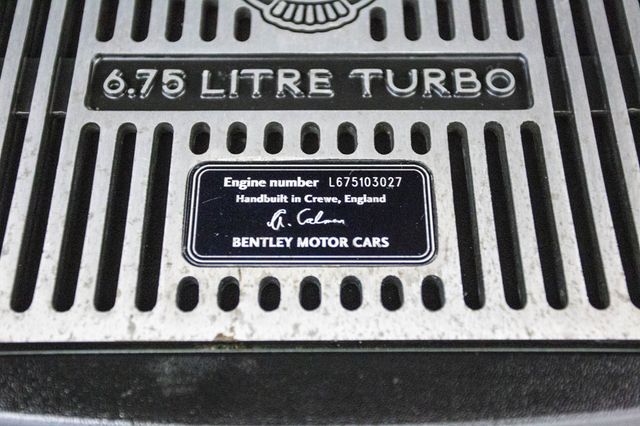 6.75 LITRE TURBO
Engine number L675103027
Handbuilt in Crewe, England
BENTLEY MOTOR CARS